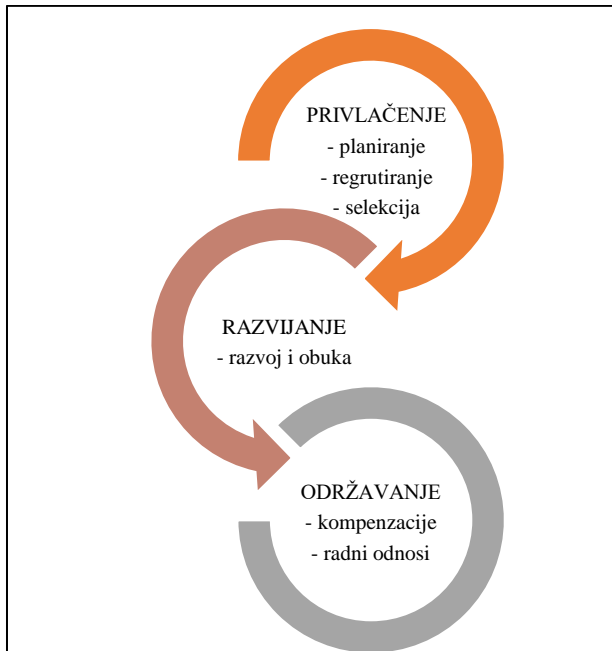 PRIVLAČENJE
- planiranje
- regrutiranje
- selekcija
RAZVIJANJE
- razvoj i obuka
ODRŽAVANJE
- kompenzacije
- radni odnosi